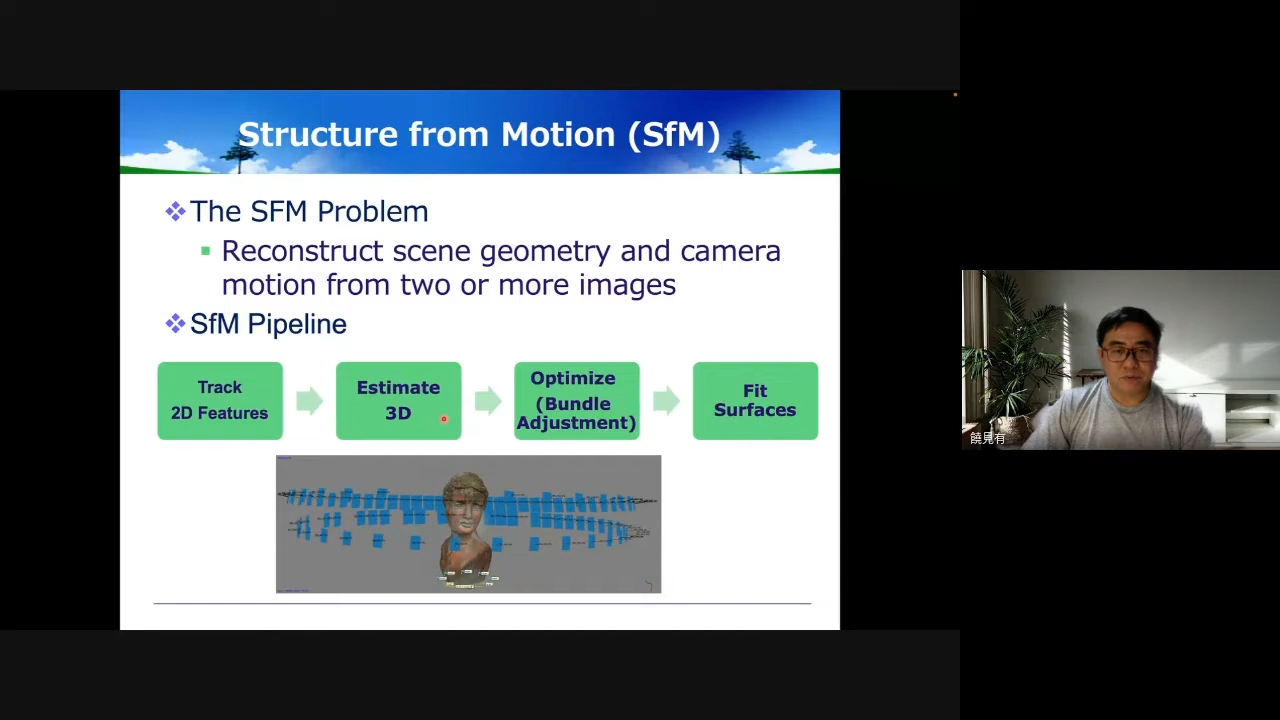 Structure from Motion (SfM)
The SFM Problem
Reconstruct scene geometry and camera
motion from two or more images
SfM Pipeline
Track
2D Features
Estimate
3D
Optimize
(Bundle
Adjustment)
Fit
Surfaces
饒見有